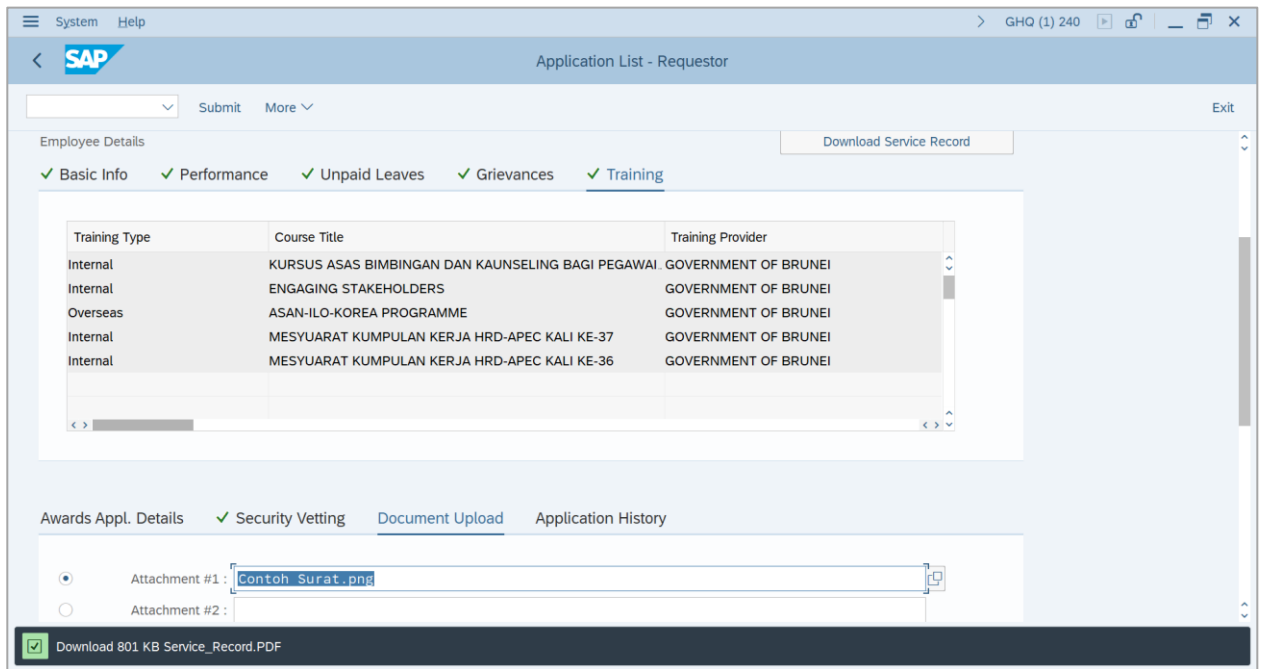 System Help GHQ (1) 240
SAP Application List - Requestor
Submit More Exit
Employee Details Download Service Record
Basic Info Performance Unpaid Leaves Grievances Training
Training Type Course Title Training Provider
Internal KURSUS ASAS BIMBINGAN DAN KAUNSELING BAGI PEGAWAI.. GOVERNMENT OF BRUNEI
Internal ENGAGING STAKEHOLDERS GOVERNMENT OF BRUNEI
Overseas ASAN-ILO-KOREA PROGRAMME GOVERNMENT OF BRUNEI
Internal MESYUARAT KUMPULAN KERJA HRD-APEC KALI KE-37 GOVERNMENT OF BRUNEI
Internal MESYUARAT KUMPULAN KERJA HRD-APEC KALI KE-36 GOVERNMENT OF BRUNEI
Awards Appl. Details Security Vetting Document Upload Application History
Attachment #1 : Contoh Surat.png
Attachment #2 :
Download 801 KB Service_Record.PDF